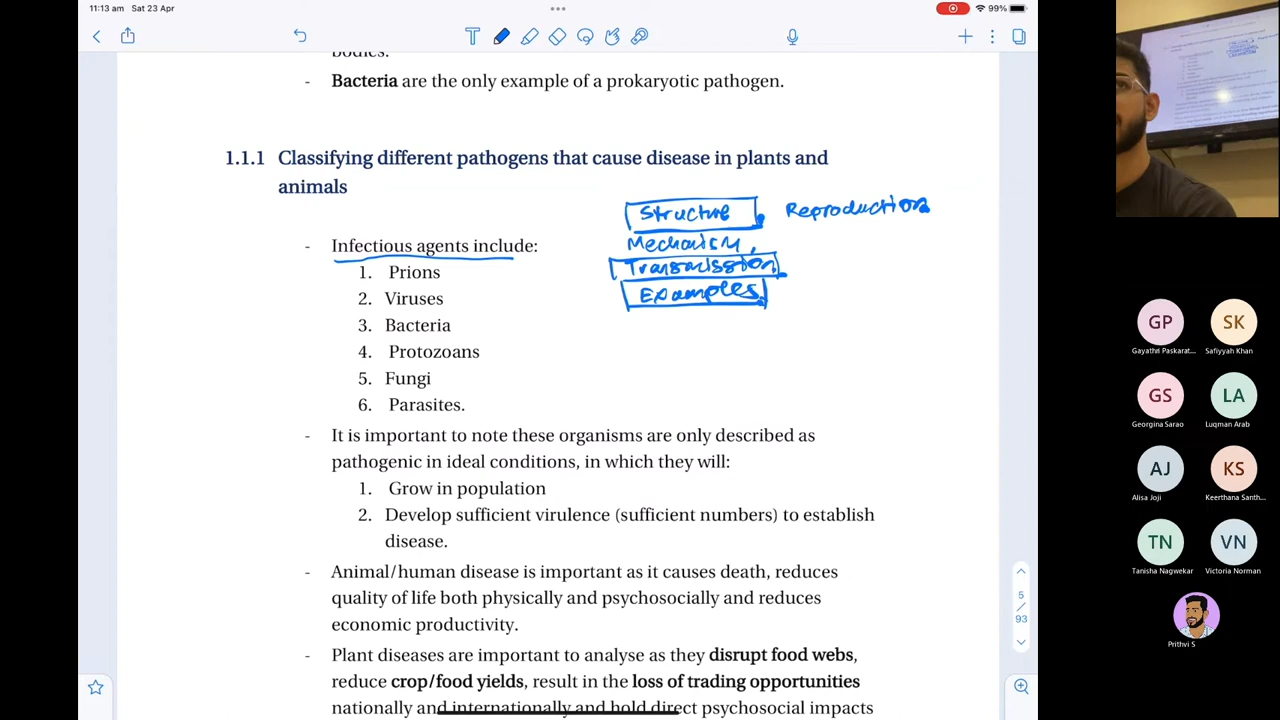 11:13 am Sat 23 Apr
99%
bodies.
- Bacteria are the only example of a prokaryotic pathogen.
1.1.1 Classifying different pathogens that cause disease in plants and
animals
Structure, Reproduction
Mechanism,
Transmission,
Examples,
- Infectious agents include:
1. Prions
2. Viruses
3. Bacteria
4. Protozoans
5. Fungi
6. Parasites.
- It is important to note these organisms are only described as
pathogenic in ideal conditions, in which they will:
1. Grow in population
2. Develop sufficient virulence (sufficient numbers) to establish
disease.
- Animal/human disease is important as it causes death, reduces
quality of life both physically and psychosocially and reduces
economic productivity.
- Plant diseases are important to analyse as they disrupt food webs,
reduce crop/food yields, result in the loss of trading opportunities
nationally and internationally and hold direct psychosocial impacts
5
/
93
GP SK
Gayathri Paskarat... Safiyyah Khan
GS LA
Georgina Sarao Luqman Arab
AJ KS
Alisa Joji Keerthana Santh...
TN VN
Tanisha Nagwekar Victoria Norman
Prithvi S